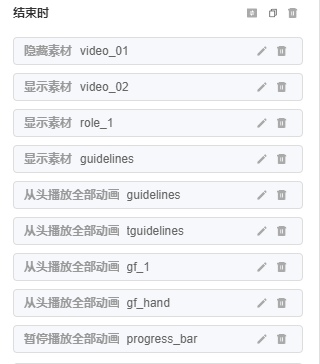 结束时
隐藏素材 video_01
显示素材 video_02
显示素材 role_1
显示素材 guidelines
从头播放全部动画 guidelines
从头播放全部动画 tguidelines
从头播放全部动画 gf_1
从头播放全部动画 gf_hand
暂停播放全部动画 progress_bar